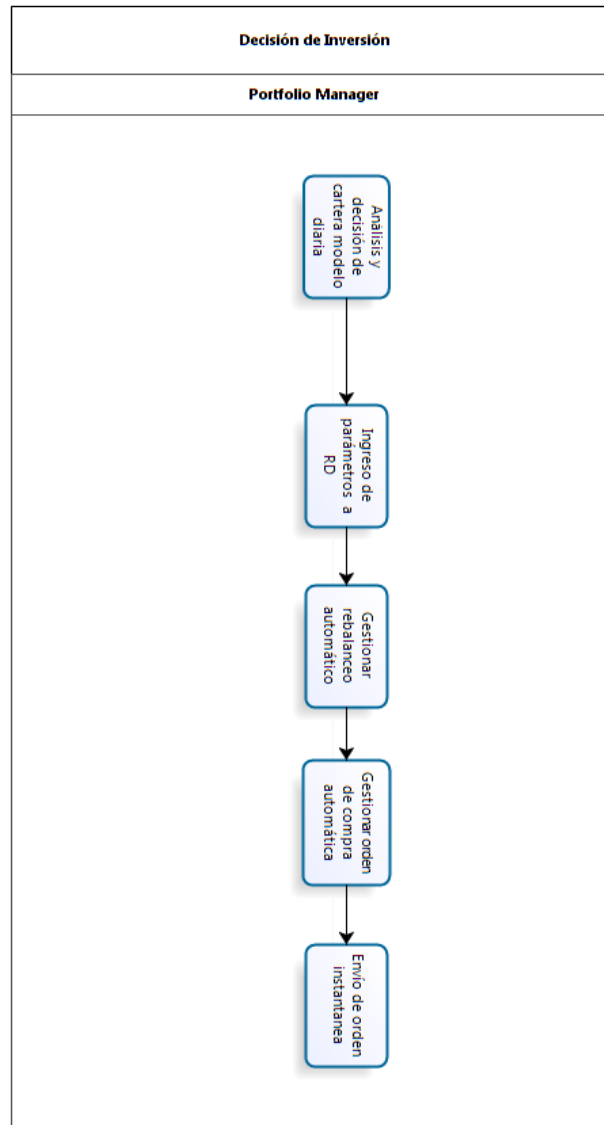 Decisión de Inversión
Portfolio Manager
Análisis y
decisión de
cartera modelo
diaria
Ingreso de
parámetros a
RD
Gestionar
rebalanceo
automático
Gestionar orden
de compra
automática
Envío de orden
instantanea